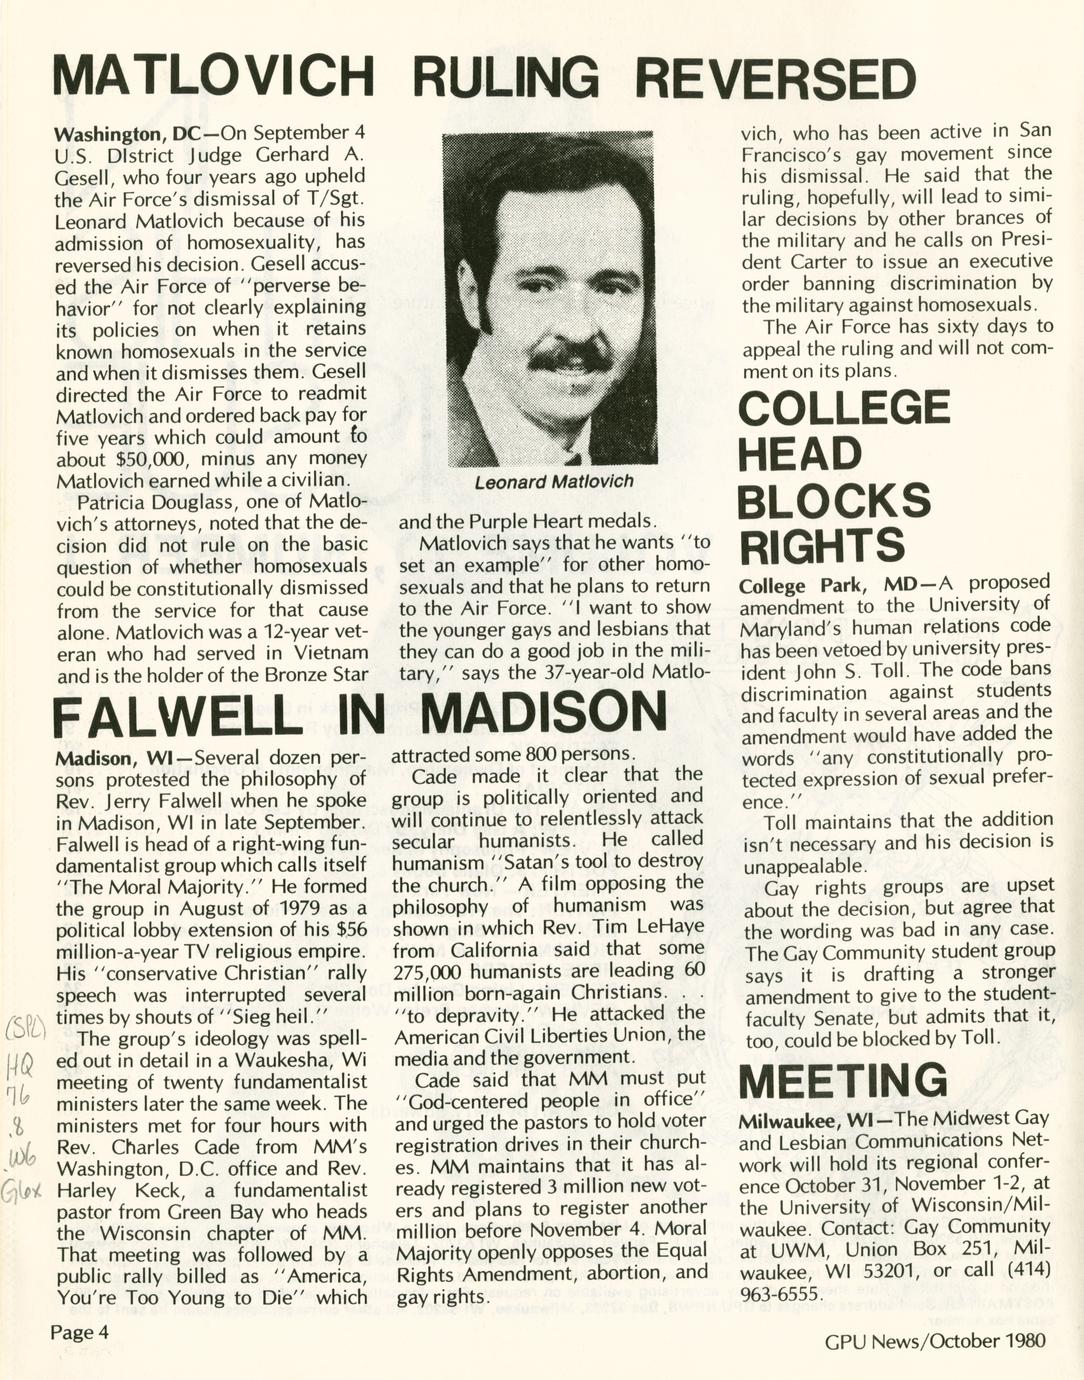 MATLOVICH RULING REVERSED
Washington, DC—On September 4
U.S. DIstrict Judge Gerhard A.
Gesell, who four years ago upheld
the Air Force's dismissal of T/Sgt.
Leonard Matlovich because of his
admission of homosexuality, has
reversed his decision. Gesell accus-
ed the Air Force of "perverse be-
havior" for not clearly explaining
its policies on when it retains
known homosexuals in the service
and when it dismisses them. Gesell
directed the Air Force to readmit
Matlovich and ordered back pay for
five years which could amount to
about $50,000, minus any money
Matlovich earned while a civilian.
Patricia Douglass, one of Matlo-
vich's attorneys, noted that the de-
cision did not rule on the basic
question of whether homosexuals
could be constitutionally dismissed
from the service for that cause
alone. Matlovich was a 12-year vet-
eran who had served in Vietnam
and is the holder of the Bronze Star
Leonard Matlovich
and the Purple Heart medals.
Matlovich says that he wants "to
set an example" for other homo-
sexuals and that he plans to return
to the Air Force. "I want to show
the younger gays and lesbians that
they can do a good job in the mili-
tary," says the 37-year-old Matlo-
vich, who has been active in San
Francisco's gay movement since
his dismissal. He said that the
ruling, hopefully, will lead to simi-
lar decisions by other brances of
the military and he calls on Presi-
dent Carter to issue an executive
order banning discrimination by
the military against homosexuals.
The Air Force has sixty days to
appeal the ruling and will not com-
ment on its plans.
FALWELL IN MADISON
Madison, WI—Several dozen per-
sons protested the philosophy of
Rev. Jerry Falwell when he spoke
in Madison, WI in late September.
Falwell is head of a right-wing fun-
damentalist group which calls itself
"The Moral Majority." He formed
the group in August of 1979 as a
political lobby extension of his $56
million-a-year TV religious empire.
His "conservative Christian" rally
speech was interrupted several
times by shouts of "Sieg heil."
The group's ideology was spell-
ed out in detail in a Waukesha, Wi
meeting of twenty fundamentalist
ministers later the same week. The
ministers met for four hours with
Rev. Charles Cade from MM's
Washington, D.C. office and Rev.
Harley Keck, a fundamentalist
pastor from Green Bay who heads
the Wisconsin chapter of MM.
That meeting was followed by a
public rally billed as "America,
You're Too Young to Die" which
attracted some 800 persons.
Cade made it clear that the
group is politically oriented and
will continue to relentlessly attack
secular humanists. He called
humanism "Satan's tool to destroy
the church." A film opposing the
philosophy of humanism was
shown in which Rev. Tim LeHaye
from California said that some
275,000 humanists are leading 60
million born-again Christians. . .
"to depravity." He attacked the
American Civil Liberties Union, the
media and the government.
Cade said that MM must put
"God-centered people in office"
and urged the pastors to hold voter
registration drives in their church-
es. MM maintains that it has al-
ready registered 3 million new vot-
ers and plans to register another
million before November 4. Moral
Majority openly opposes the Equal
Rights Amendment, abortion, and
gay rights.
COLLEGE
HEAD
BLOCKS
RIGHTS
College Park, MD—A proposed
amendment to the University of
Maryland's human relations code
has been vetoed by university pres-
ident John S. Toll. The code bans
discrimination against students
and faculty in several areas and the
amendment would have added the
words "any constitutionally pro-
tected expression of sexual prefer-
ence."
Toll maintains that the addition
isn't necessary and his decision is
unappealable.
Gay rights groups are upset
about the decision, but agree that
the wording was bad in any case.
The Gay Community student group
says it is drafting a stronger
amendment to give to the student-
faculty Senate, but admits that it,
too, could be blocked by Toll.
MEETING
Milwaukee, WI—The Midwest Gay
and Lesbian Communications Net-
work will hold its regional confer-
ence October 31, November 1-2, at
the University of Wisconsin/Mil-
waukee. Contact: Gay Community
at UWM, Union Box 251, Mil-
waukee, WI 53201, or call (414)
963-6555.
(SPL)
HQ
76
.8
.W6
G6x
Page 4
GPU News/October 1980